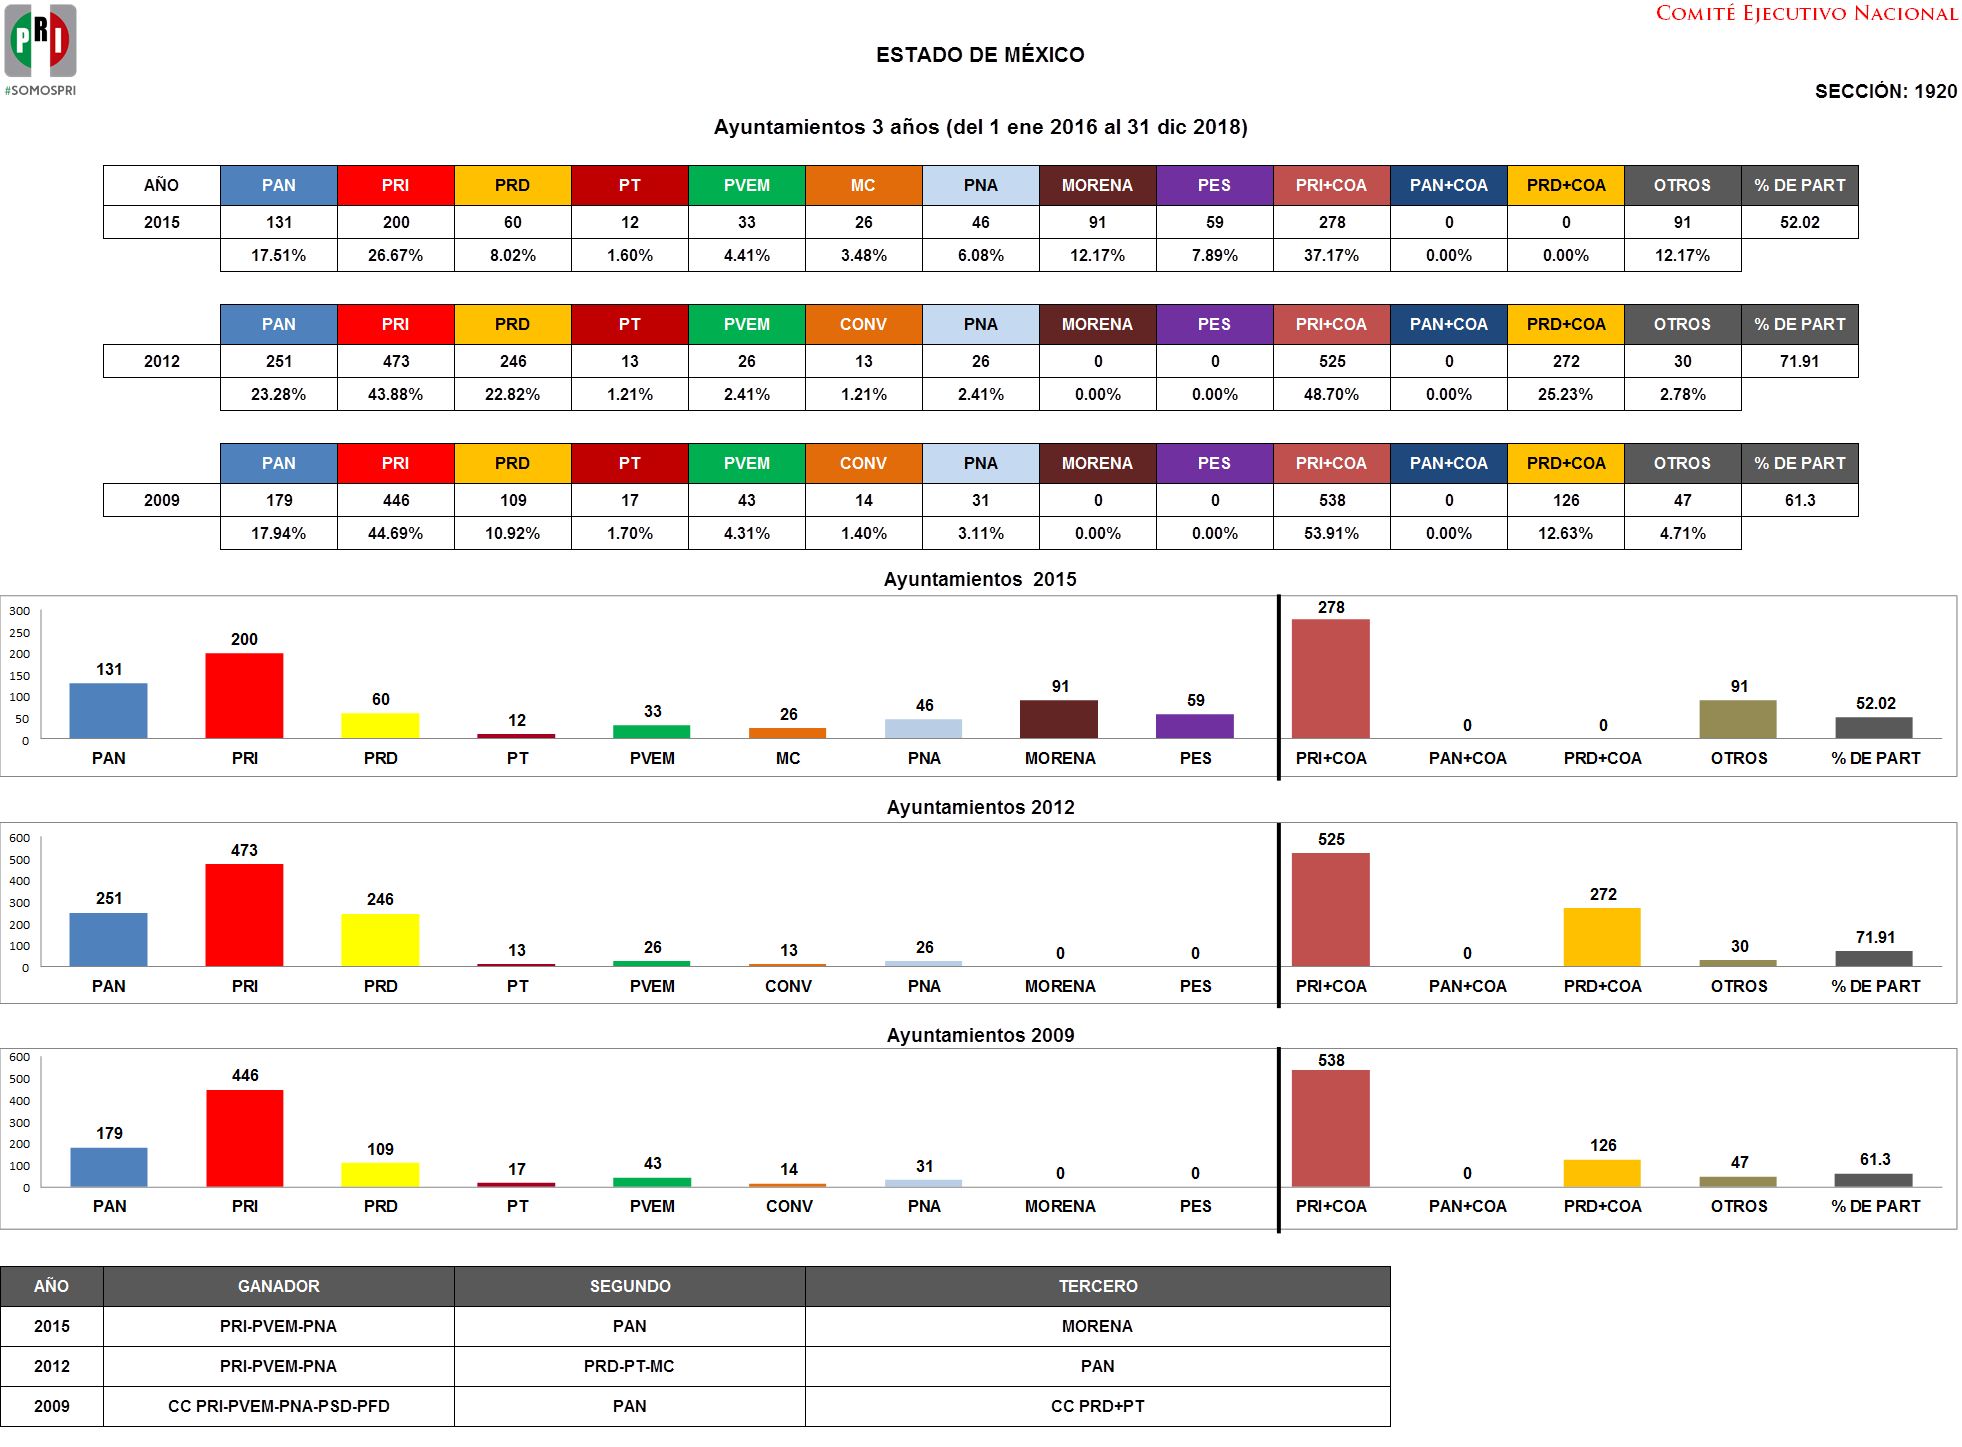 PRI
#SOMOSPRI
COMITÉ EJECUTIVO NACIONAL
ESTADO DE MÉXICO
SECCIÓN: 1920
Ayuntamientos 3 años (del 1 ene 2016 al 31 dic 2018)
AÑO PAN PRI PRD PT PVEM MC PNA MORENA PES PRI+COA PAN+COA PRD+COA OTROS % DE PART
2015 131 200 60 12 33 26 46 91 59 278 0 0 91 52.02
17.51% 26.67% 8.02% 1.60% 4.41% 3.48% 6.08% 12.17% 7.89% 37.17% 0.00% 0.00% 12.17%
PAN PRI PRD PT PVEM CONV PNA MORENA PES PRI+COA PAN+COA PRD+COA OTROS % DE PART
2012 251 473 246 13 26 13 26 0 0 525 0 272 30 71.91
23.28% 43.88% 22.82% 1.21% 2.41% 1.21% 2.41% 0.00% 0.00% 48.70% 0.00% 25.23% 2.78%
PAN PRI PRD PT PVEM CONV PNA MORENA PES PRI+COA PAN+COA PRD+COA OTROS % DE PART
2009 179 446 109 17 43 14 31 0 0 538 0 126 47 61.3
17.94% 44.69% 10.92% 1.70% 4.31% 1.40% 3.11% 0.00% 0.00% 53.91% 0.00% 12.63% 4.71%
Ayuntamientos 2015
300
250
200
150
100
50
0
131 200 60 12 33 26 46 91 59 278 0 0 91 52.02
PAN PRI PRD PT PVEM MC PNA MORENA PES PRI+COA PAN+COA PRD+COA OTROS % DE PART
Ayuntamientos 2012
600
500
400
300
200
100
0
251 473 246 13 26 13 26 0 0 525 0 272 30 71.91
PAN PRI PRD PT PVEM CONV PNA MORENA PES PRI+COA PAN+COA PRD+COA OTROS % DE PART
Ayuntamientos 2009
600
500
400
300
200
100
0
179 446 109 17 43 14 31 0 0 538 0 126 47 61.3
PAN PRI PRD PT PVEM CONV PNA MORENA PES PRI+COA PAN+COA PRD+COA OTROS % DE PART
AÑO GANADOR SEGUNDO TERCERO
2015 PRI-PVEM-PNA PAN MORENA
2012 PRI-PVEM-PNA PRD-PT-MC PAN
2009 CC PRI-PVEM-PNA-PSD-PFD PAN CC PRD+PT